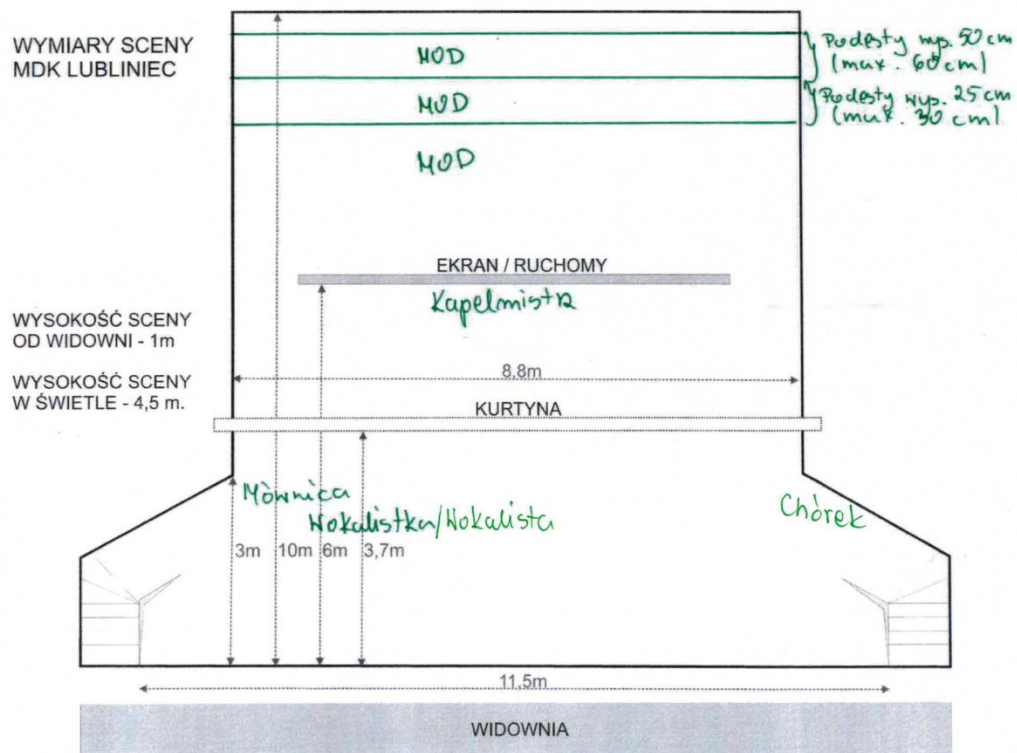 WYMIARY SCENY
MDK LUBLINIEC
MOD
Podesty wys. 50 cm
(max. 60 cm)
MOD
Podesty wys. 25 cm
(max. 30 cm)
MOD
EKRAN / RUCHOMY
Kapelmistrz
WYSOKOŚĆ SCENY
OD WIDOWNI - 1m
8,8m
WYSOKOŚĆ SCENY
W ŚWIETLE - 4,5 m.
KURTYNA
Mównica
Wokalistka/Wokalista
Chórek
3m 10m 6m 3,7m
11,5m
WIDOWNIA